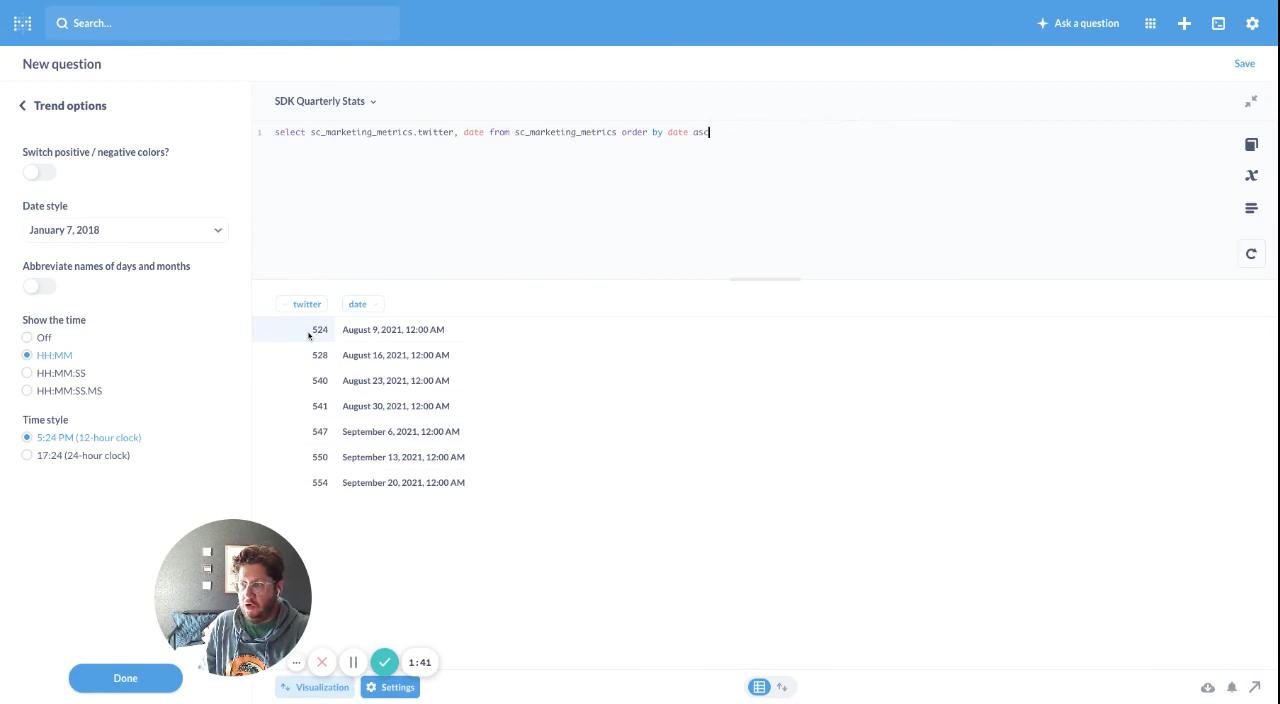 Search...
Ask a question
New question
Save
Trend options
SDK Quarterly Stats
1 select sc_marketing_metrics.twitter, date from sc_marketing_metrics order by date asc
Switch positive / negative colors?
Date style
January 7, 2018
Abbreviate names of days and months
Show the time
Off
HH:MM
HH:MM:SS
HH:MM:SS.MS
Time style
5:24 PM (12-hour clock)
17:24 (24-hour clock)
twitter date
524 August 9, 2021, 12:00 AM
528 August 16, 2021, 12:00 AM
540 August 23, 2021, 12:00 AM
541 August 30, 2021, 12:00 AM
547 September 6, 2021, 12:00 AM
550 September 13, 2021, 12:00 AM
554 September 20, 2021, 12:00 AM
1:41
Done
Visualization
Settings